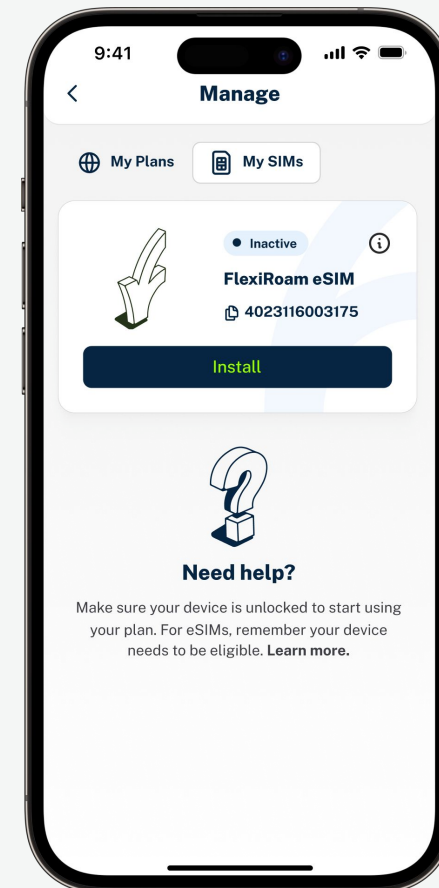 9:41
Manage
My Plans
My SIMs
Inactive
FlexiRoam eSIM
4023116003175
Install
Need help?
Make sure your device is unlocked to start using
your plan. For eSIMs, remember your device
needs to be eligible. Learn more.